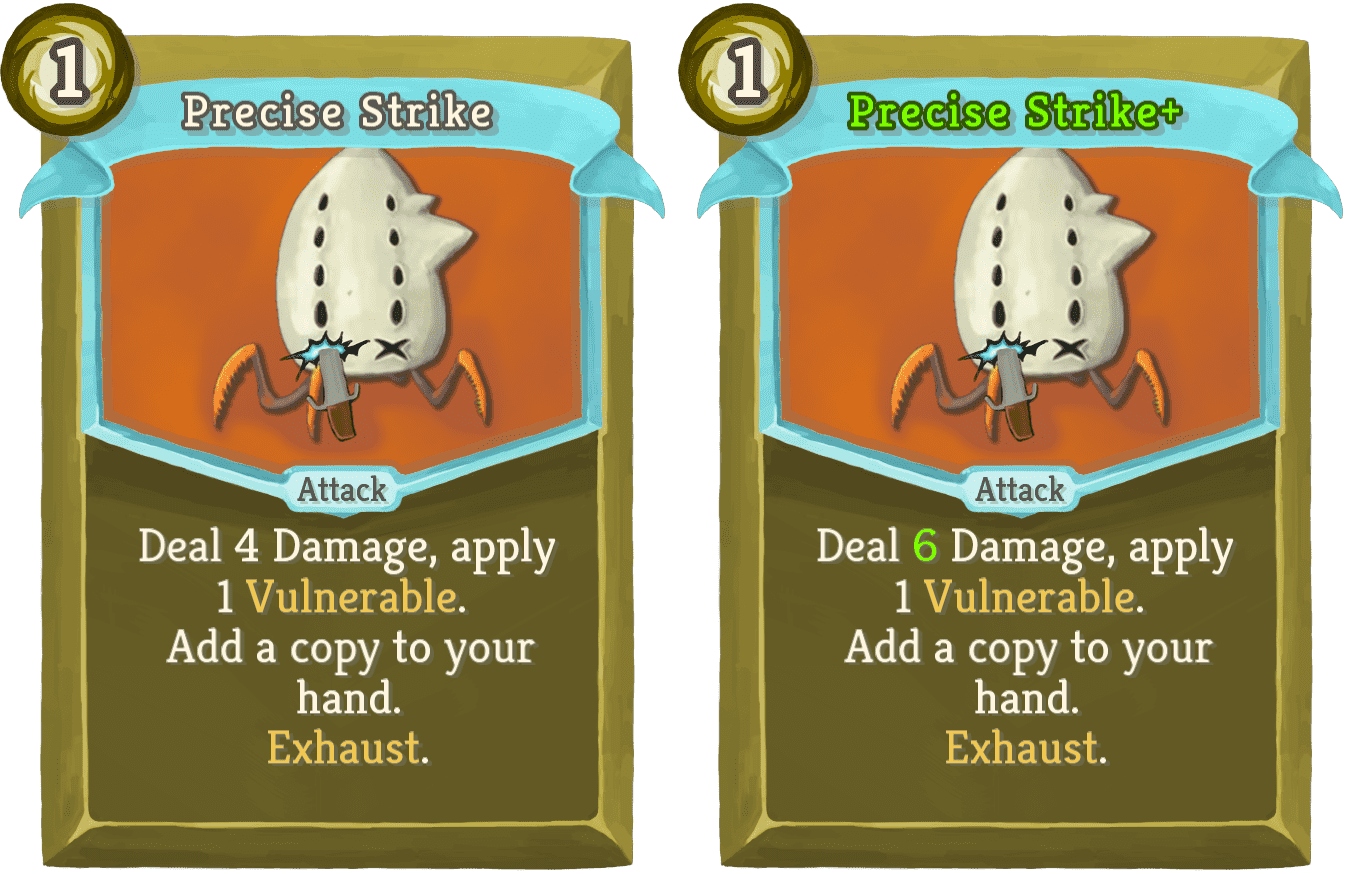 1
Precise Strike
Attack
Deal 4 Damage, apply
1 Vulnerable.
Add a copy to your
hand.
Exhaust.
1
Precise Strike+
Attack
Deal 6 Damage, apply
1 Vulnerable.
Add a copy to your
hand.
Exhaust.